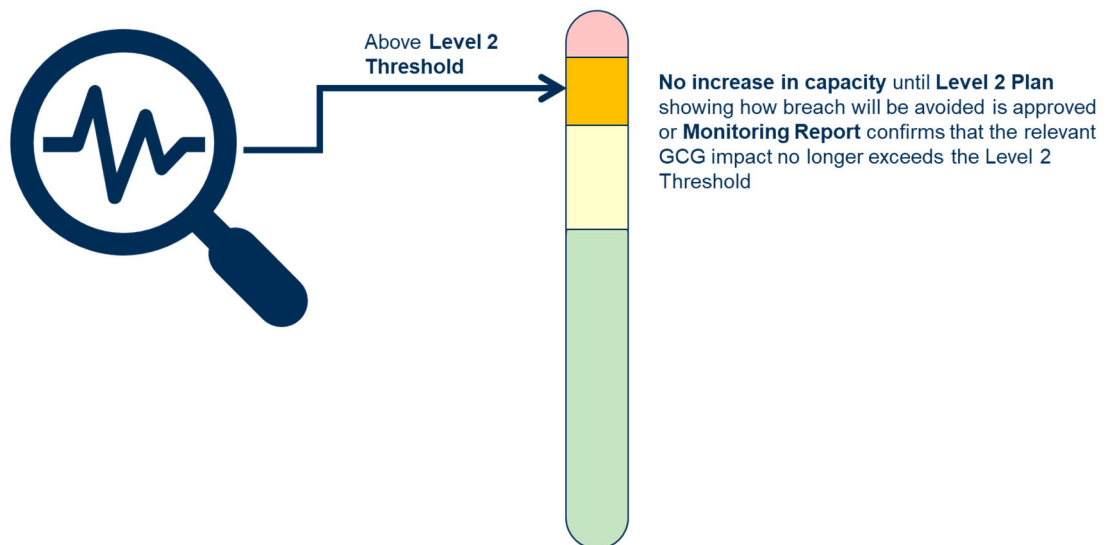 Above Level 2
Threshold
No increase in capacity until Level 2 Plan
showing how breach will be avoided is approved
or Monitoring Report confirms that the relevant
GCG impact no longer exceeds the Level 2
Threshold